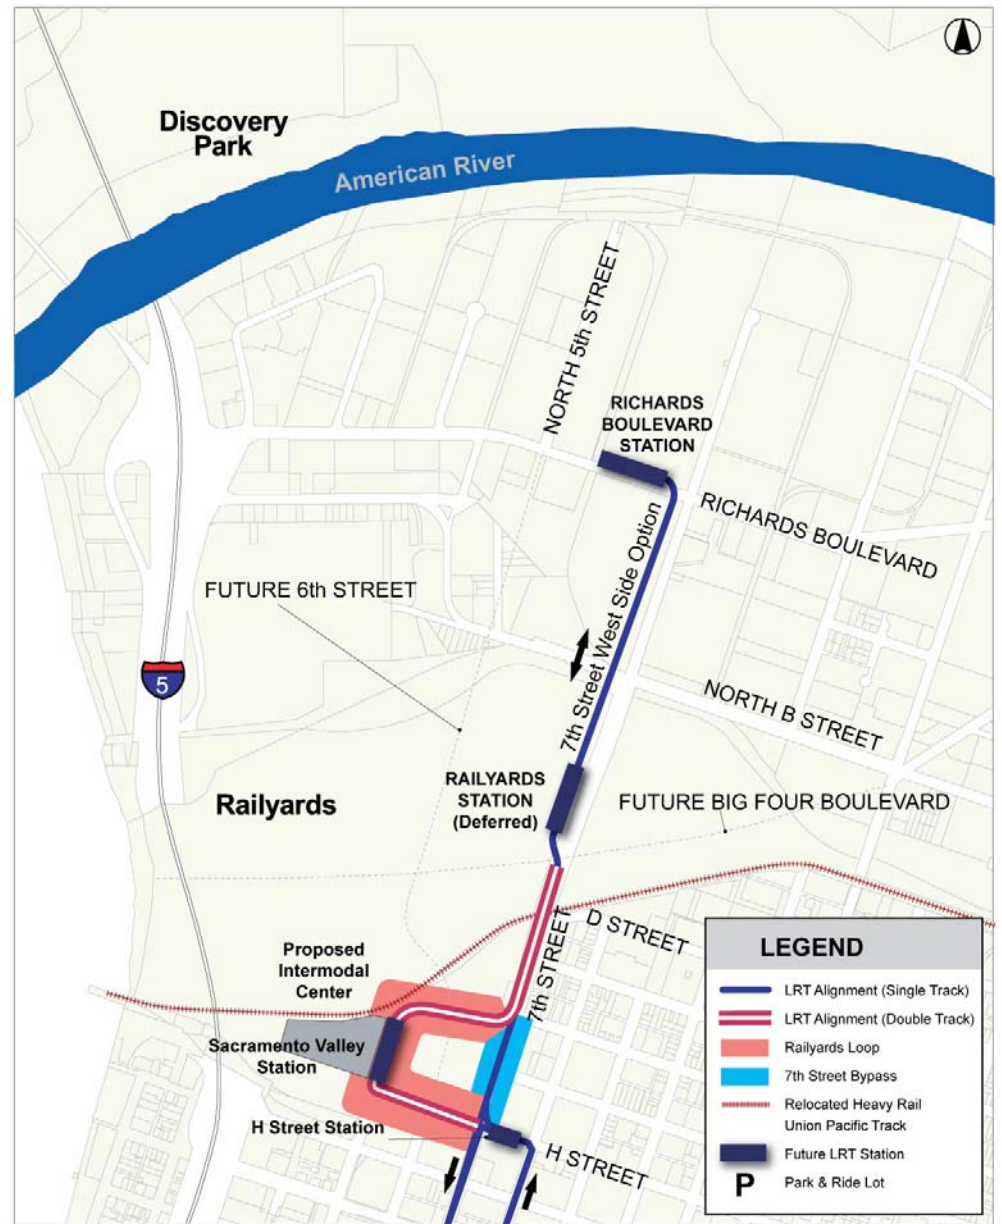 Discovery
Park
American River
NORTH 5th STREET
RICHARDS
BOULEVARD
STATION
RICHARDS BOULEVARD
7th Street West Side Option
FUTURE 6th STREET
5
NORTH B STREET
RAILYARDS
STATION
(Deferred)
Railyards
FUTURE BIG FOUR BOULEVARD
D STREET
7th STREET
Proposed
Intermodal
Center
Sacramento Valley
Station
H Street Station
H STREET
LEGEND
LRT Alignment (Single Track)
LRT Alignment (Double Track)
Railyards Loop
7th Street Bypass
Relocated Heavy Rail
Union Pacific Track
Future LRT Station
P Park & Ride Lot